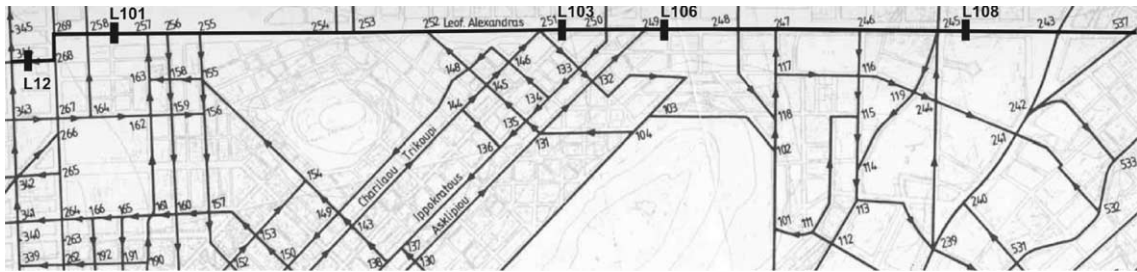 L101 L103 L106 L108
345 269 258 257 256 255 254 253 252 Leof. Alexandras 251 250 249 248 247 246 245 243 537
268
L12
163 158 155 148 146 133 117 116
145 132
343 267 164 159 144 134 103 118 115 119 244 242
162 156 135
266 131 104 241
136 102
265 114 533
342 154
Charilaou Trikoupi
Ippokratous
Asklipiou
341 264 166 165 161 160 157 149 143 101 111 113 240 532
340 263 153 137 112 239 531
339 262 192 191 190 152 150 138 130